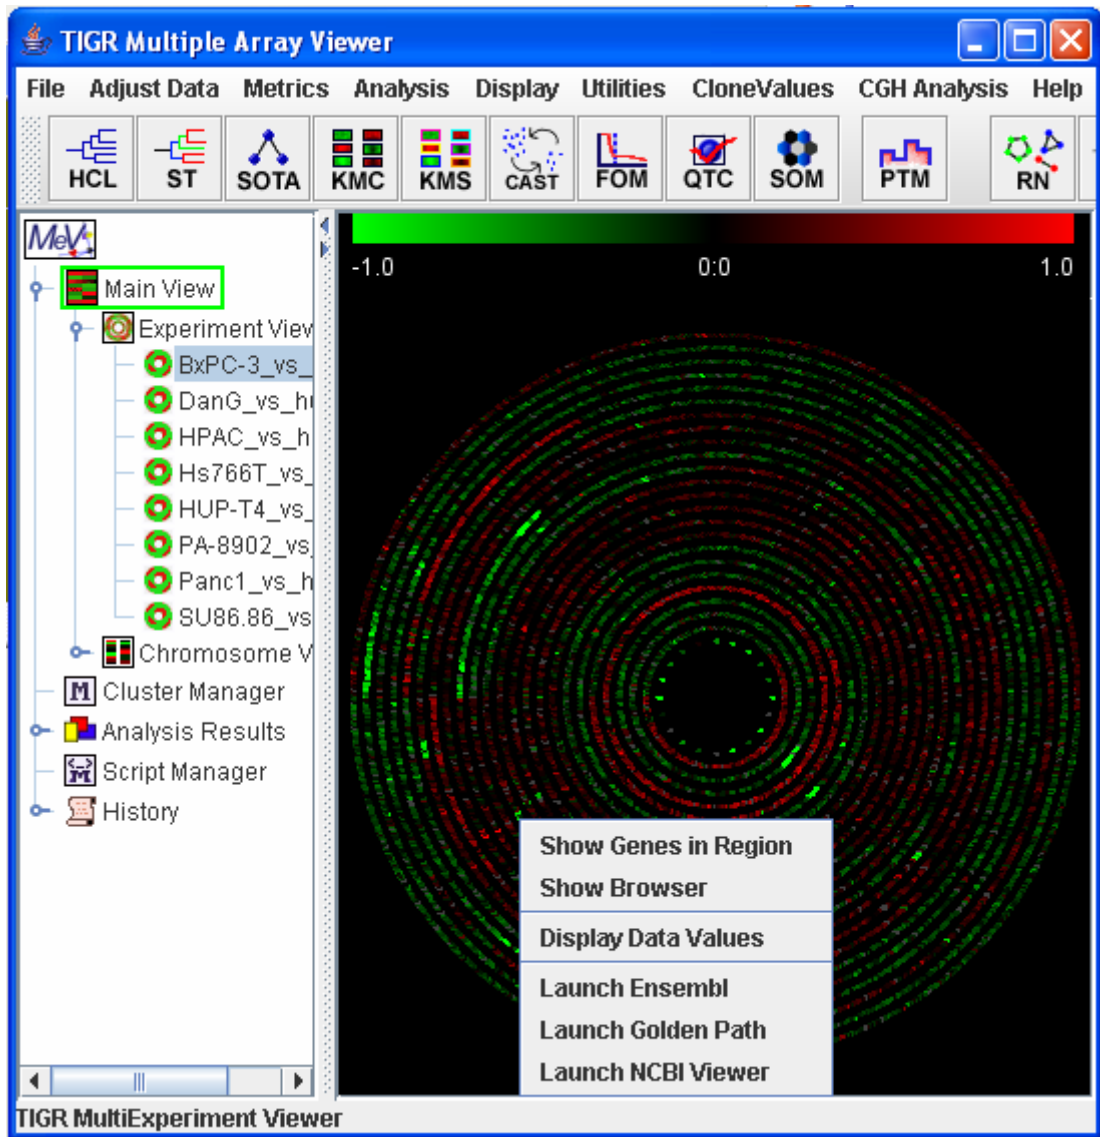 TIGR Multiple Array Viewer
File Adjust Data Metrics Analysis Display Utilities CloneValues CGH Analysis Help
HCL ST SOTA KMC KMS CAST FOM QTC SOM PTM RN
MeV
-1.0 0:0 1.0
Main View
Experiment View
BxPC-3_vs_
DanG_vs_h
HPAC_vs_h
Hs766T_vs_
HUP-T4_vs_
PA-8902_vs_
Panc1_vs_h
SU86.86_vs
Chromosome V
Cluster Manager
Analysis Results
Script Manager
History
Show Genes in Region
Show Browser
Display Data Values
Launch Ensembl
Launch Golden Path
Launch NCBI Viewer
TIGR MultiExperiment Viewer